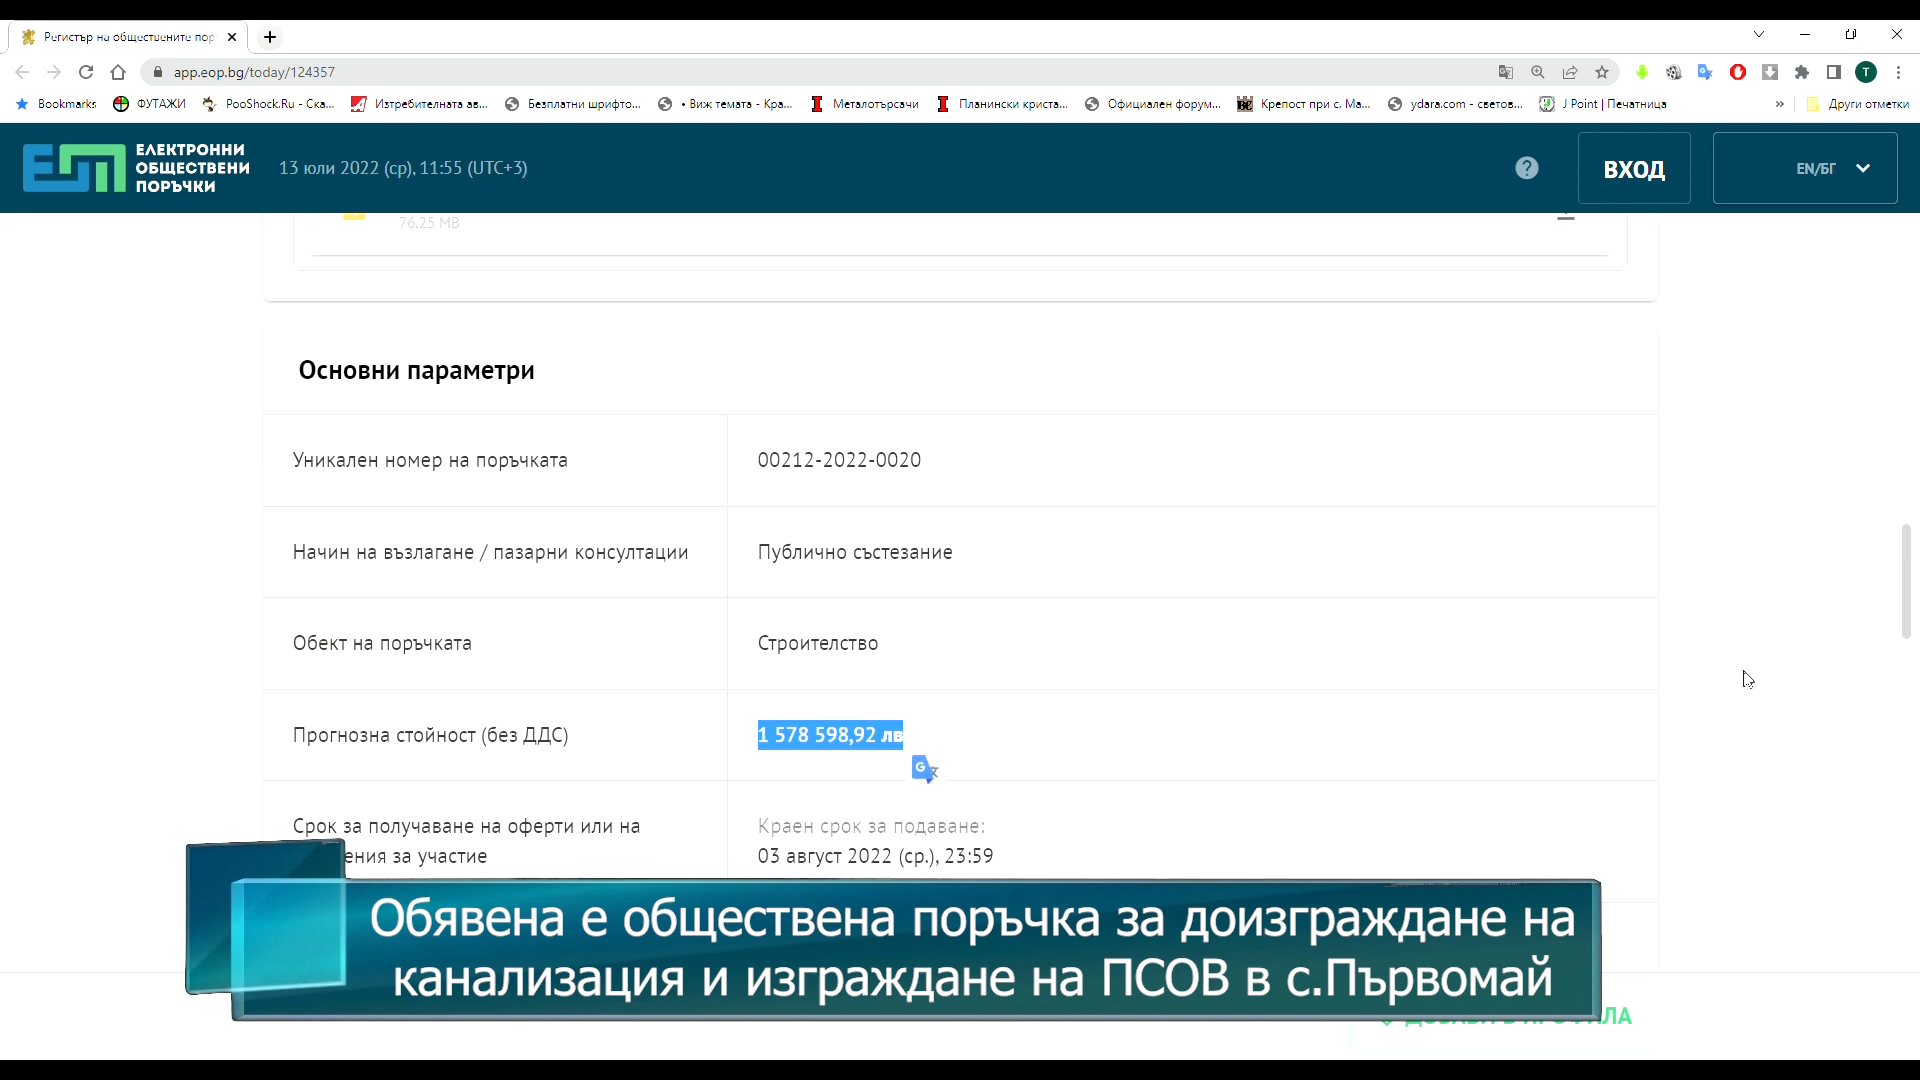 Регистър на обществените пор
app.eop.bg/today/124357
Bookmarks
ФУТАЖИ
PooShock.Ru - Ска...
Изтребителната ав...
Безплатни шрифто...
• Виж темата - Кра...
Металотърсачи
Планински криста...
Официален форум...
Крепост при с. Ма...
ydara.com - светов...
J Point | Печатница
»
Други отметки
ЕЛЕКТРОННИ
ОБЩЕСТВЕНИ
ПОРЪЧКИ
13 юли 2022 (ср), 11:55 (UTC+3)
ВХОД
EN/БГ
76,25 MB
Основни параметри
Уникален номер на поръчката
00212-2022-0020
Начин на възлагане / пазарни консултации
Публично състезание
Обект на поръчката
Строителство
Прогнозна стойност (без ДДС)
1 578 598,92 лв
Срок за получаване на оферти или на
ения за участие
Краен срок за подаване:
03 август 2022 (ср.), 23:59
Обявена е обществена поръчка за доизграждане на
канализация и изграждане на ПСОВ в с.Първомай